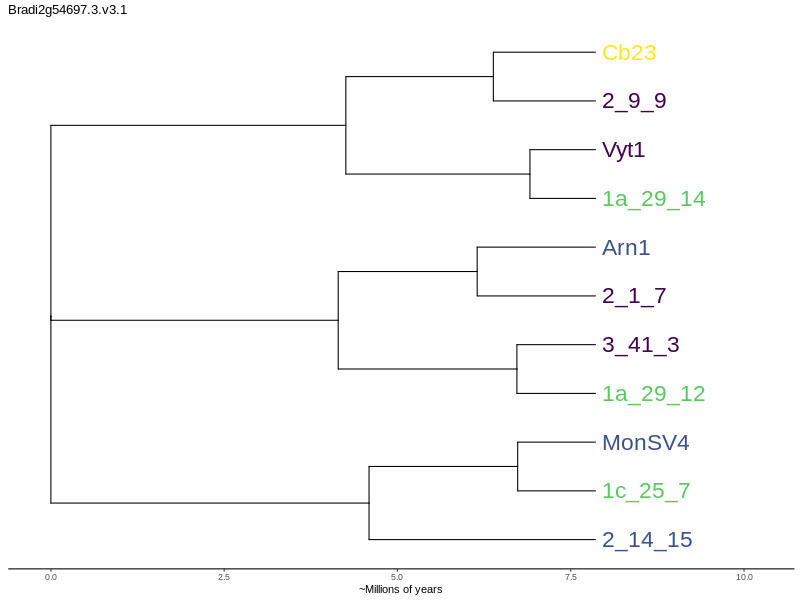 Bradi2g54697.3.v3.1
Cb23
2_9_9
Vyt1
1a_29_14
Arn1
2_1_7
3_41_3
1a_29_12
MonSV4
1c_25_7
2_14_15
0.0 2.5 5.0 7.5 10.0
~Millions of years